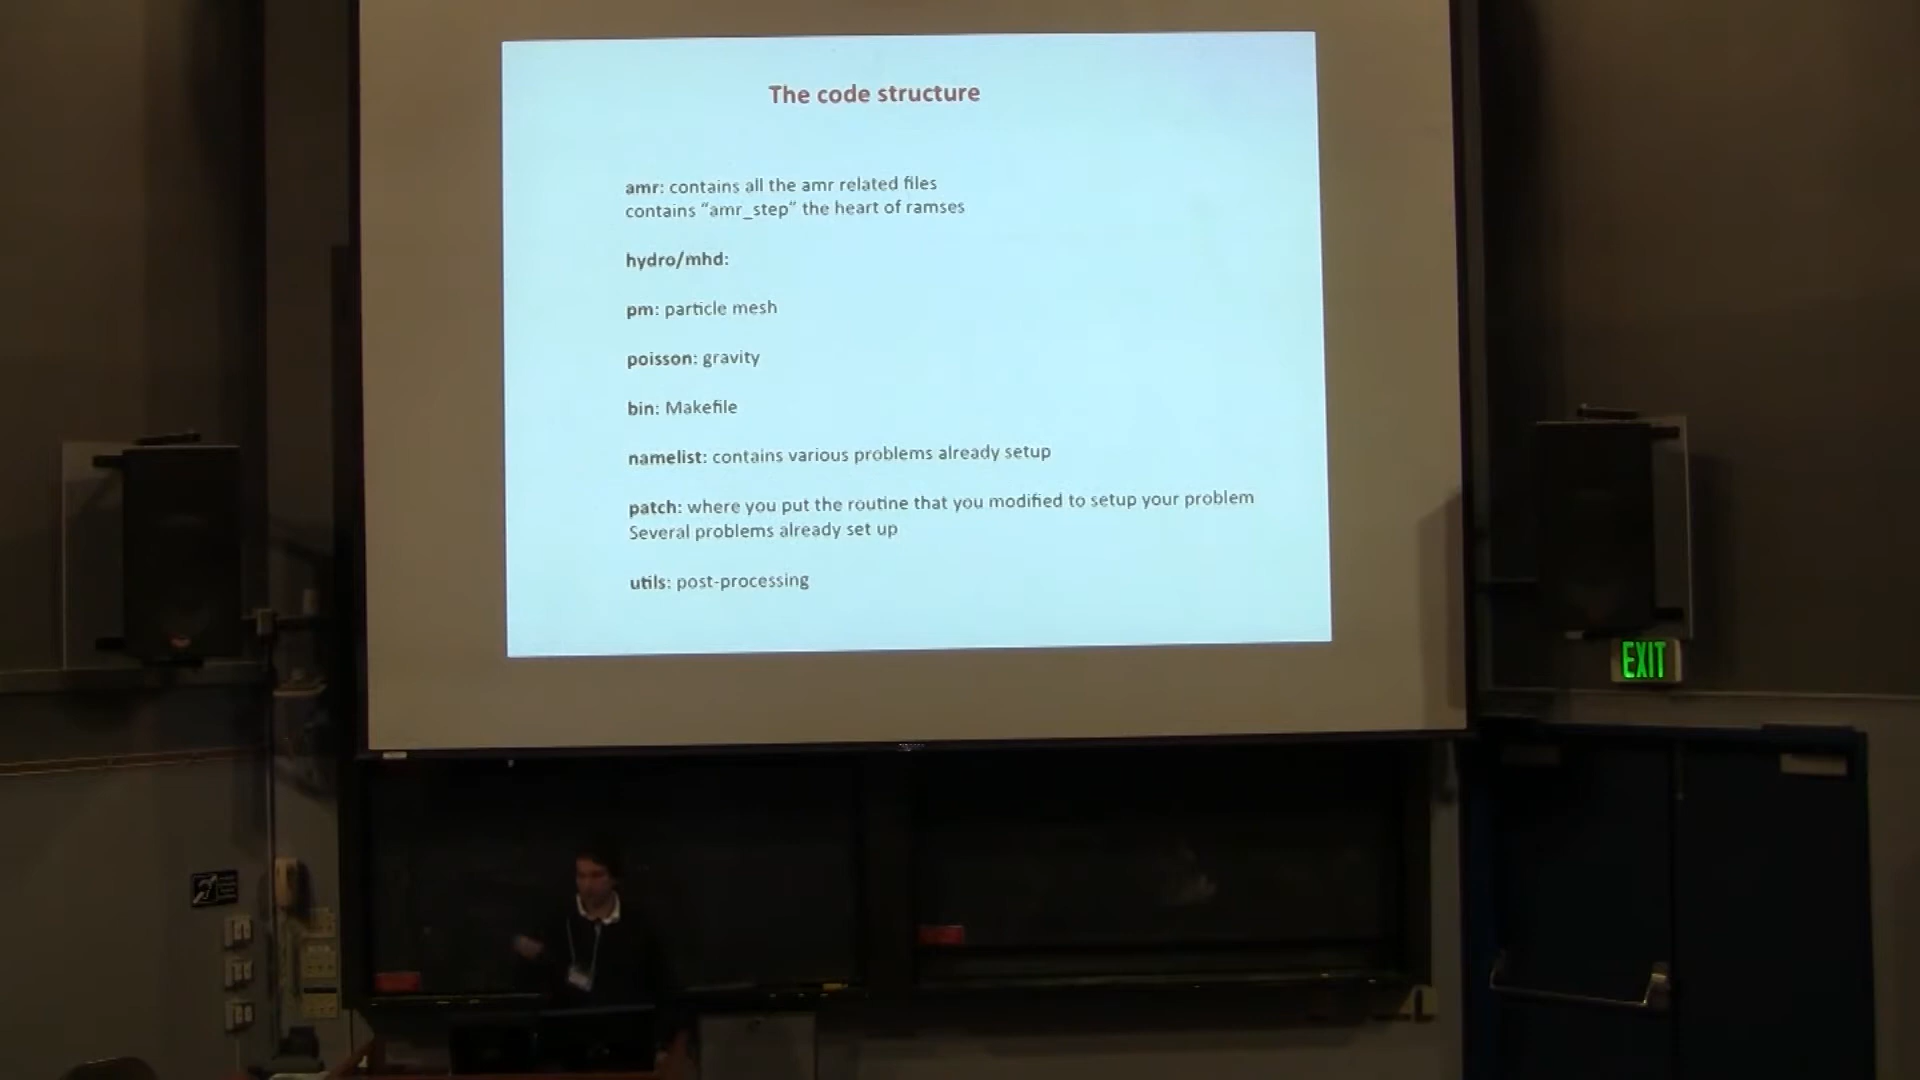 The code structure
amr: contains all the amr related files
contains “amr_step” the heart of ramses
hydro/mhd:
pm: particle mesh
poisson: gravity
bin: Makefile
namelist: contains various problems already setup
patch: where you put the routine that you modified to setup your problem
Several problems already set up
utils: post-processing
EXIT